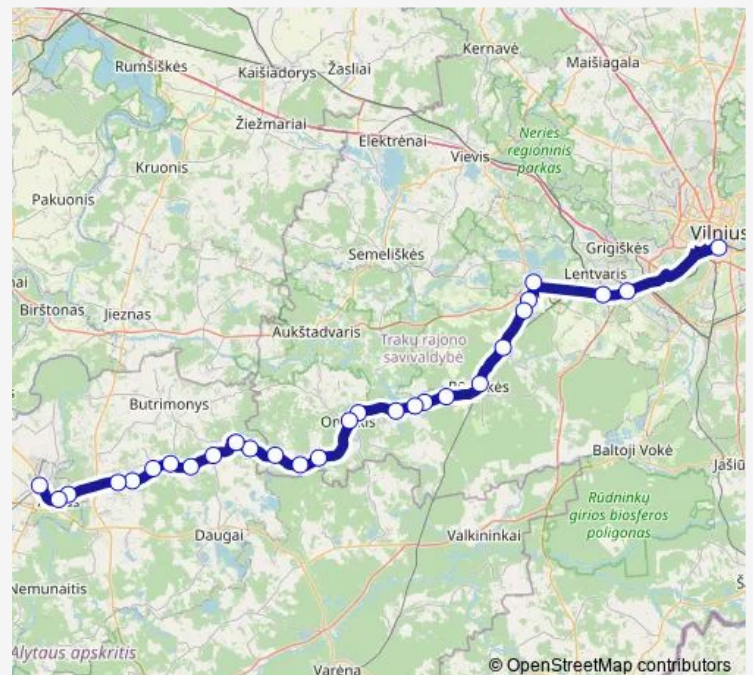 Kernavė
Rumšiškės
Kaišiadorys
Žasliai
Maišiagala
Žiežmariai
Elektrėnai
Neries
regioninis
parkas
Vievis
Kruonis
Pakuonis
Vilnius
Grigiškės
Semeliškės
Lentvaris
Birštonas
Jieznas
Aukštadvaris
Trakų rajono
savivaldybė
Butrimonys
Baltoji Vokė
Rūdninkų
girios biosferos
poligonas
Daugai
Valkininkai
Nemunaitis
Alytaus apskritis
Varėna
© OpenStreetMap contributors